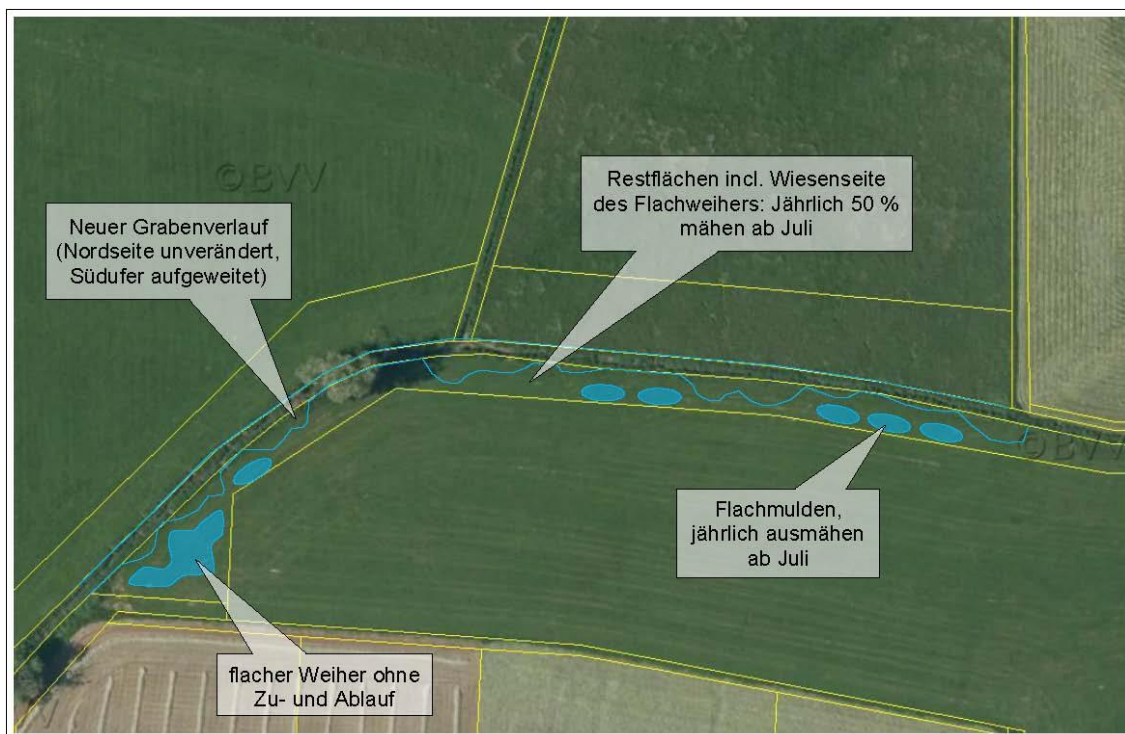 ©BVV
Restflächen incl. Wiesenseite
des Flachweihers: Jährlich 50 %
mähen ab Juli
Neuer Grabenverlauf
(Nordseite unverändert,
Südufer aufgeweitet)
©BVV
Flachmulden,
jährlich ausmähen
ab Juli
flacher Weiher ohne
Zu- und Ablauf